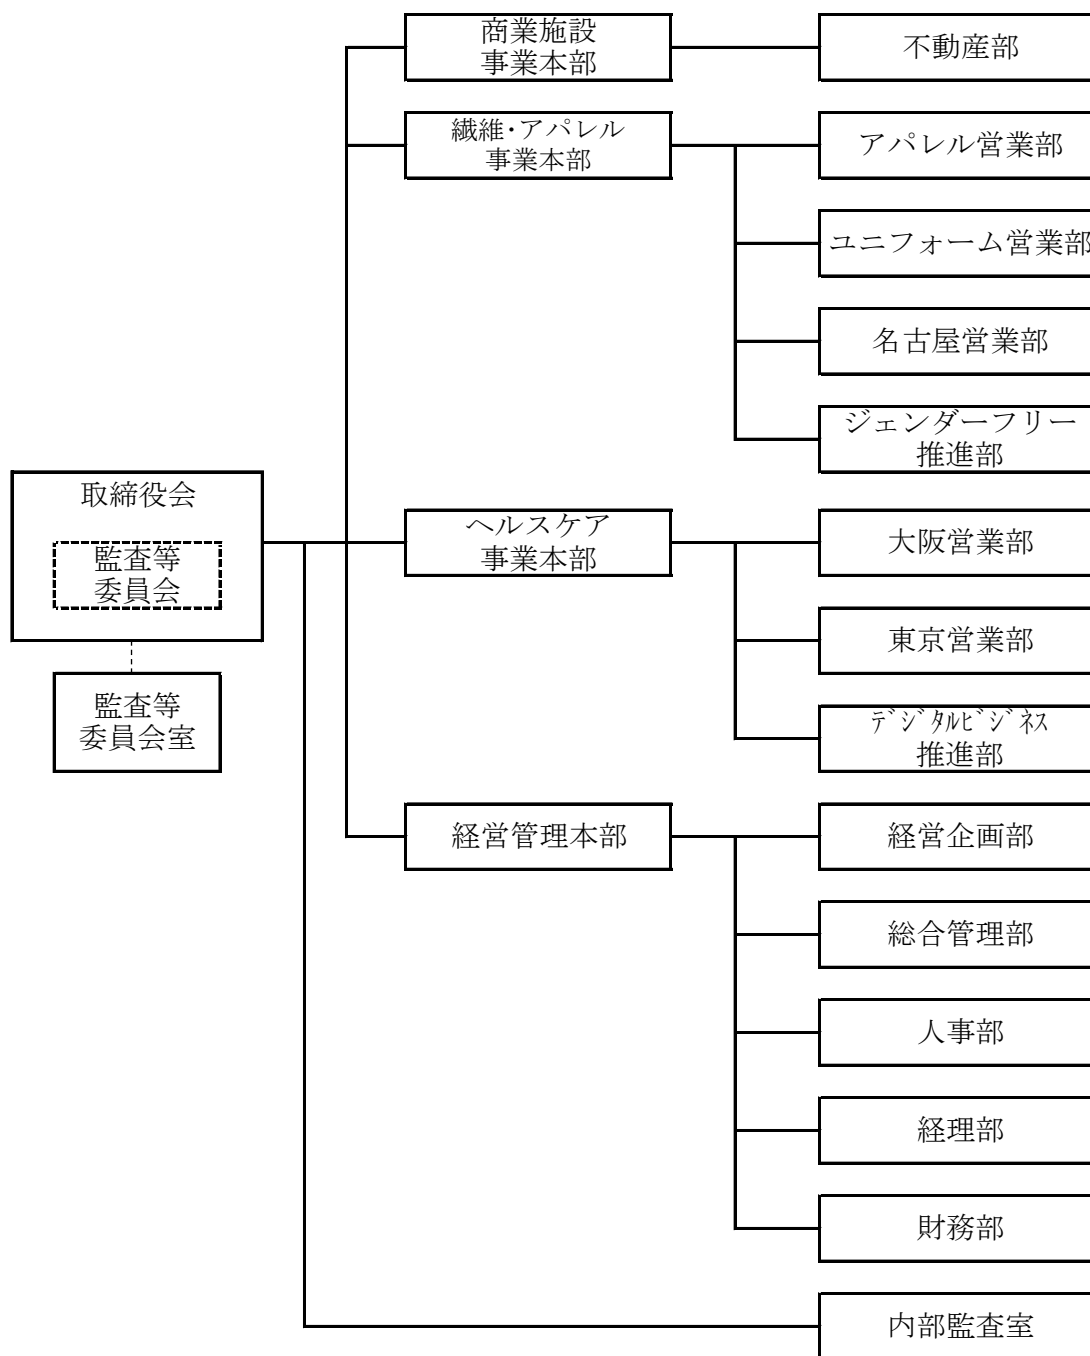 商業施設
事業本部
不動産部
繊維・アパレル
事業本部
アパレル営業部
ユニフォーム営業部
名古屋営業部
ジェンダーフリー
推進部
取締役会
監査等
委員会
監査等
委員会室
ヘルスケア
事業本部
大阪営業部
東京営業部
ﾃﾞｼﾞﾀﾙﾋﾞｼﾞﾈｽ
推進部
経営管理本部
経営企画部
総合管理部
人事部
経理部
財務部
内部監査室